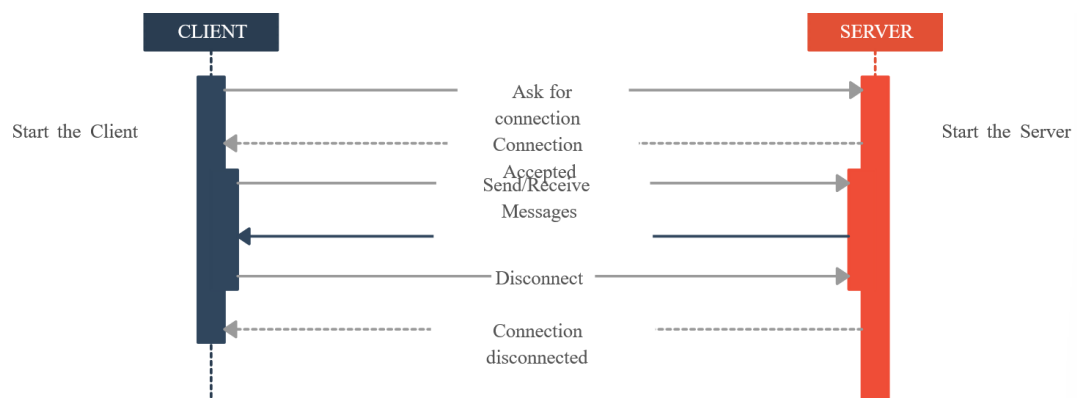 CLIENT
SERVER
Ask for
connection
Start the Client
Start the Server
Connection
Accepted
Send/Receive
Messages
Disconnect
Connection
disconnected